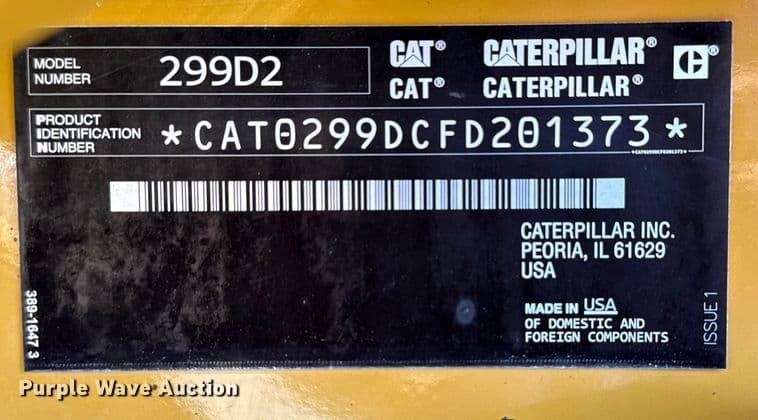 MODEL NUMBER
299D2
CAT® CATERPILLAR® C®
CAT® CATERPILLAR®
PRODUCT
IDENTIFICATION
NUMBER
*CAT0299DCFD201373*
*CAT0299DCFD201373*
CATERPILLAR INC.
PEORIA, IL 61629
USA
MADE IN USA
OF DOMESTIC AND
FOREIGN COMPONENTS
389-1647 3
ISSUE 1
Purple Wave Auction